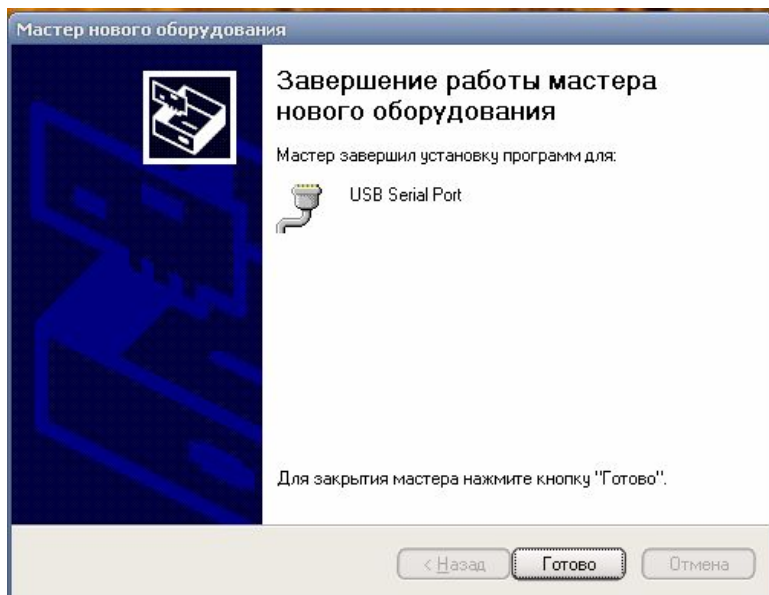 Мастер нового оборудования
Завершение работы мастера
нового оборудования
Мастер завершил установку программ для:
USB Serial Port
Для закрытия мастера нажмите кнопку "Готово".
< Назад
Готово
Отмена